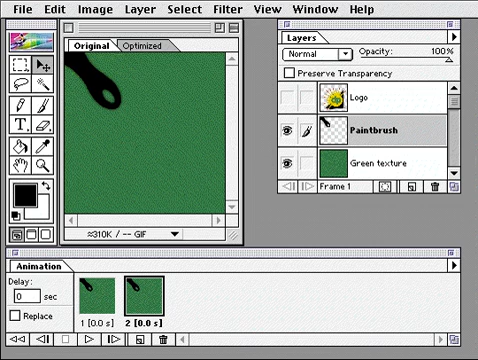 File Edit Image Layer Select Filter View Window Help
Original Optimized
≈310K / -- GIF
Layers
Normal Opacity: 100%
Preserve Transparency
Logo
Paintbrush
Green texture
Frame 1
Animation
Delay:
0 sec
Replace
1 [0.0 s] 2 [0.0 s]